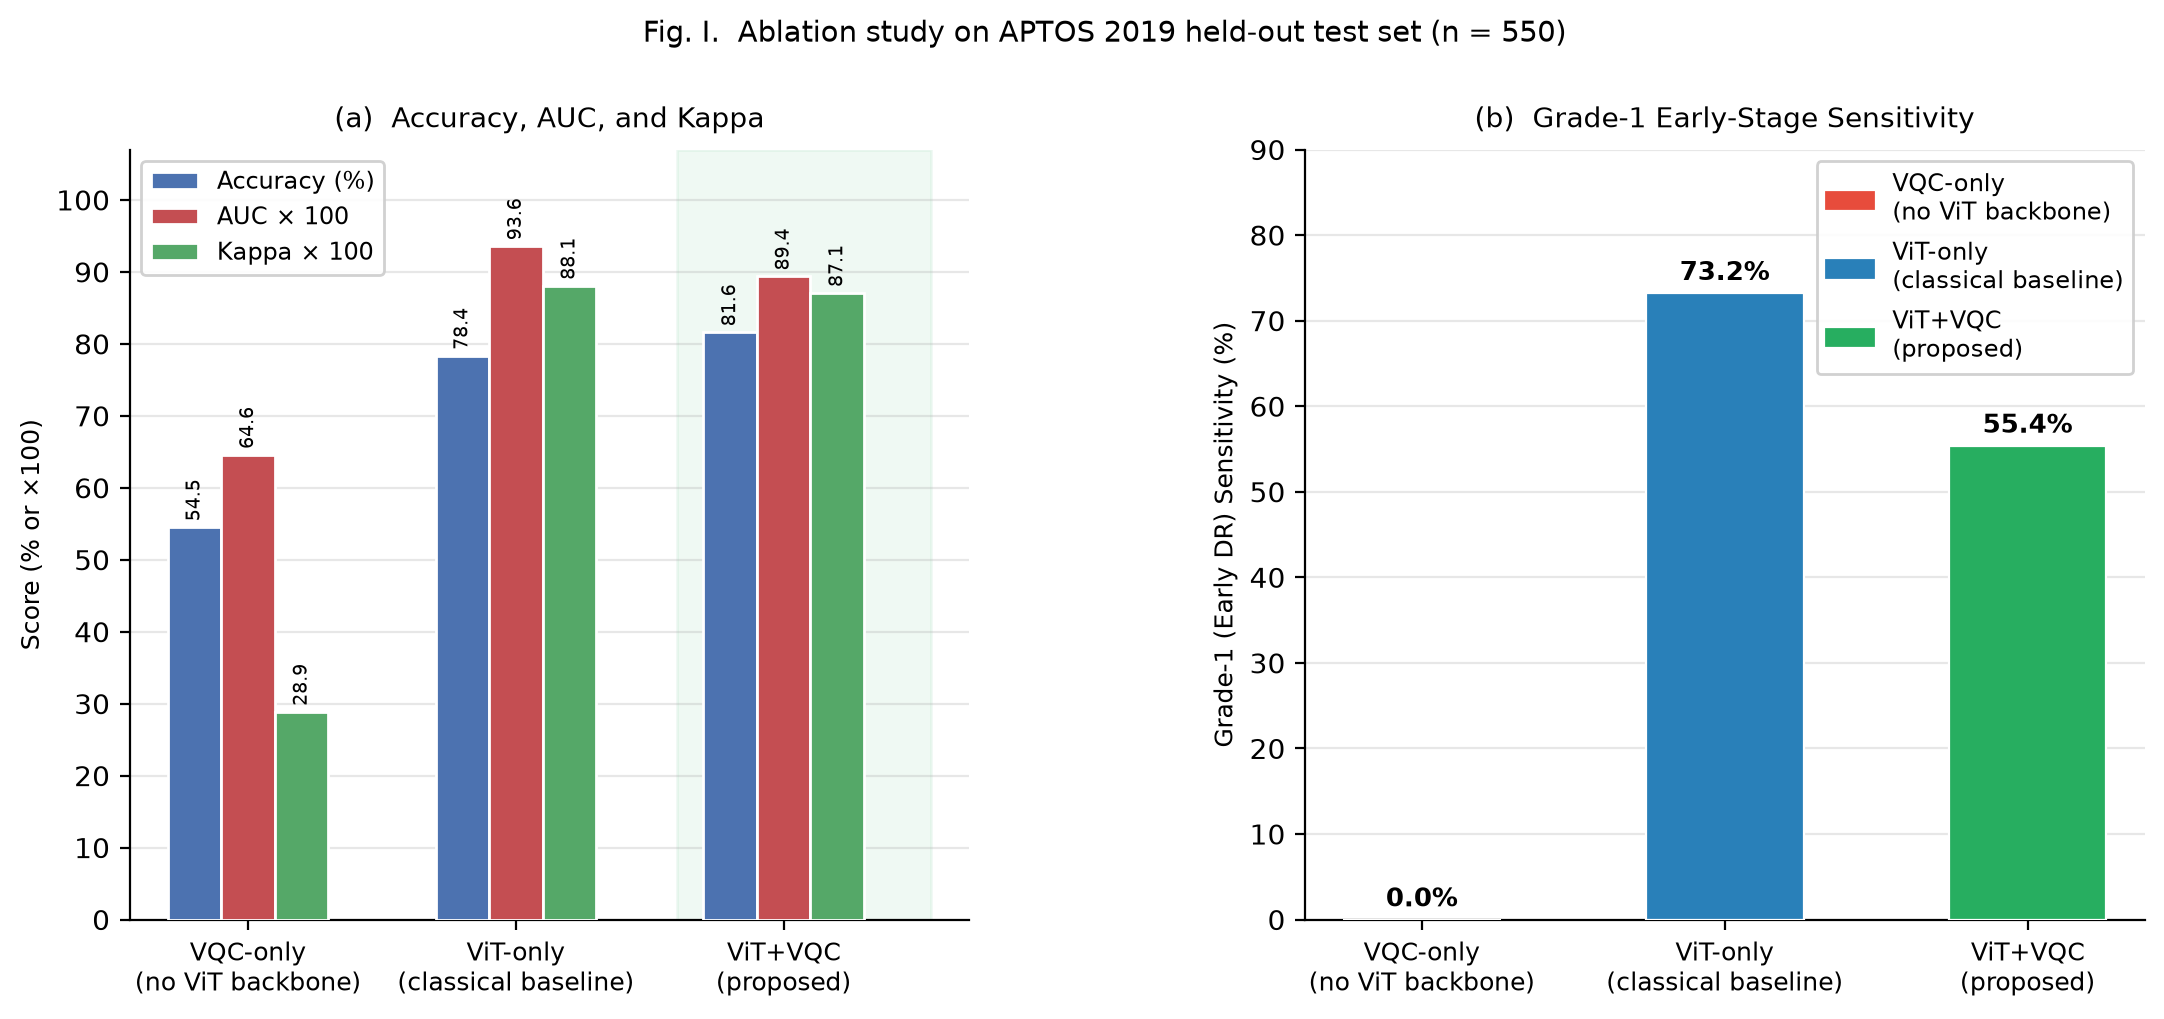 Fig. I.  Ablation study on APTOS 2019 held-out test set (n = 550)
(a)  Accuracy, AUC, and Kappa
Score (% or ×100)
100
90
80
70
60
50
40
30
20
10
0
Accuracy (%)
AUC × 100
Kappa × 100
54.5
64.6
28.9
78.4
93.6
88.1
81.6
89.4
87.1
VQC-only
(no ViT backbone)
ViT-only
(classical baseline)
ViT+VQC
(proposed)
(b)  Grade-1 Early-Stage Sensitivity
Grade-1 (Early DR) Sensitivity (%)
90
80
70
60
50
40
30
20
10
0
VQC-only
(no ViT backbone)
ViT-only
(classical baseline)
ViT+VQC
(proposed)
0.0%
73.2%
55.4%
VQC-only
(no ViT backbone)
ViT-only
(classical baseline)
ViT+VQC
(proposed)